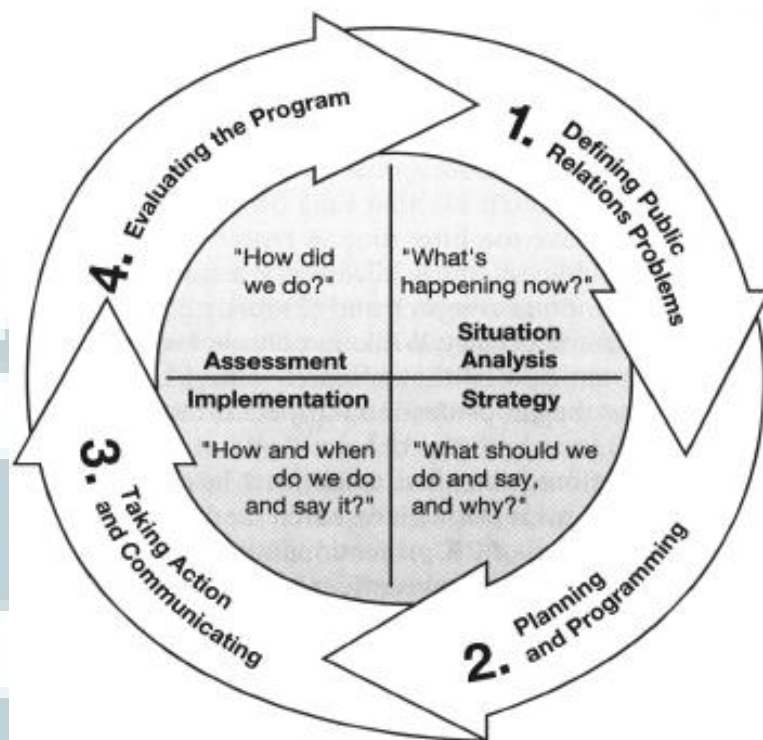 1. Defining Public
Relations Problems
"What's
happening now?"
Situation
Analysis
2. Planning
and Programming
Strategy
"What should we
do and say,
and why?"
3. Taking Action
and Communicating
Implementation
"How and when
do we do
and say it?"
4. Evaluating the Program
"How did
we do?"
Assessment